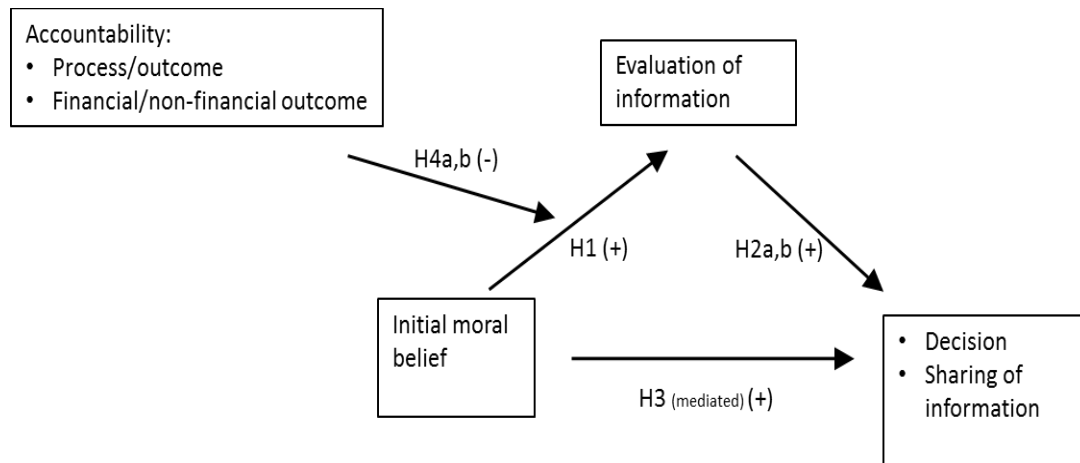 Accountability:
• Process/outcome
• Financial/non-financial outcome
Evaluation of
information
H4a,b (-)
H1 (+)
H2a,b (+)
Initial moral
belief
H3 (mediated) (+)
• Decision
• Sharing of
information